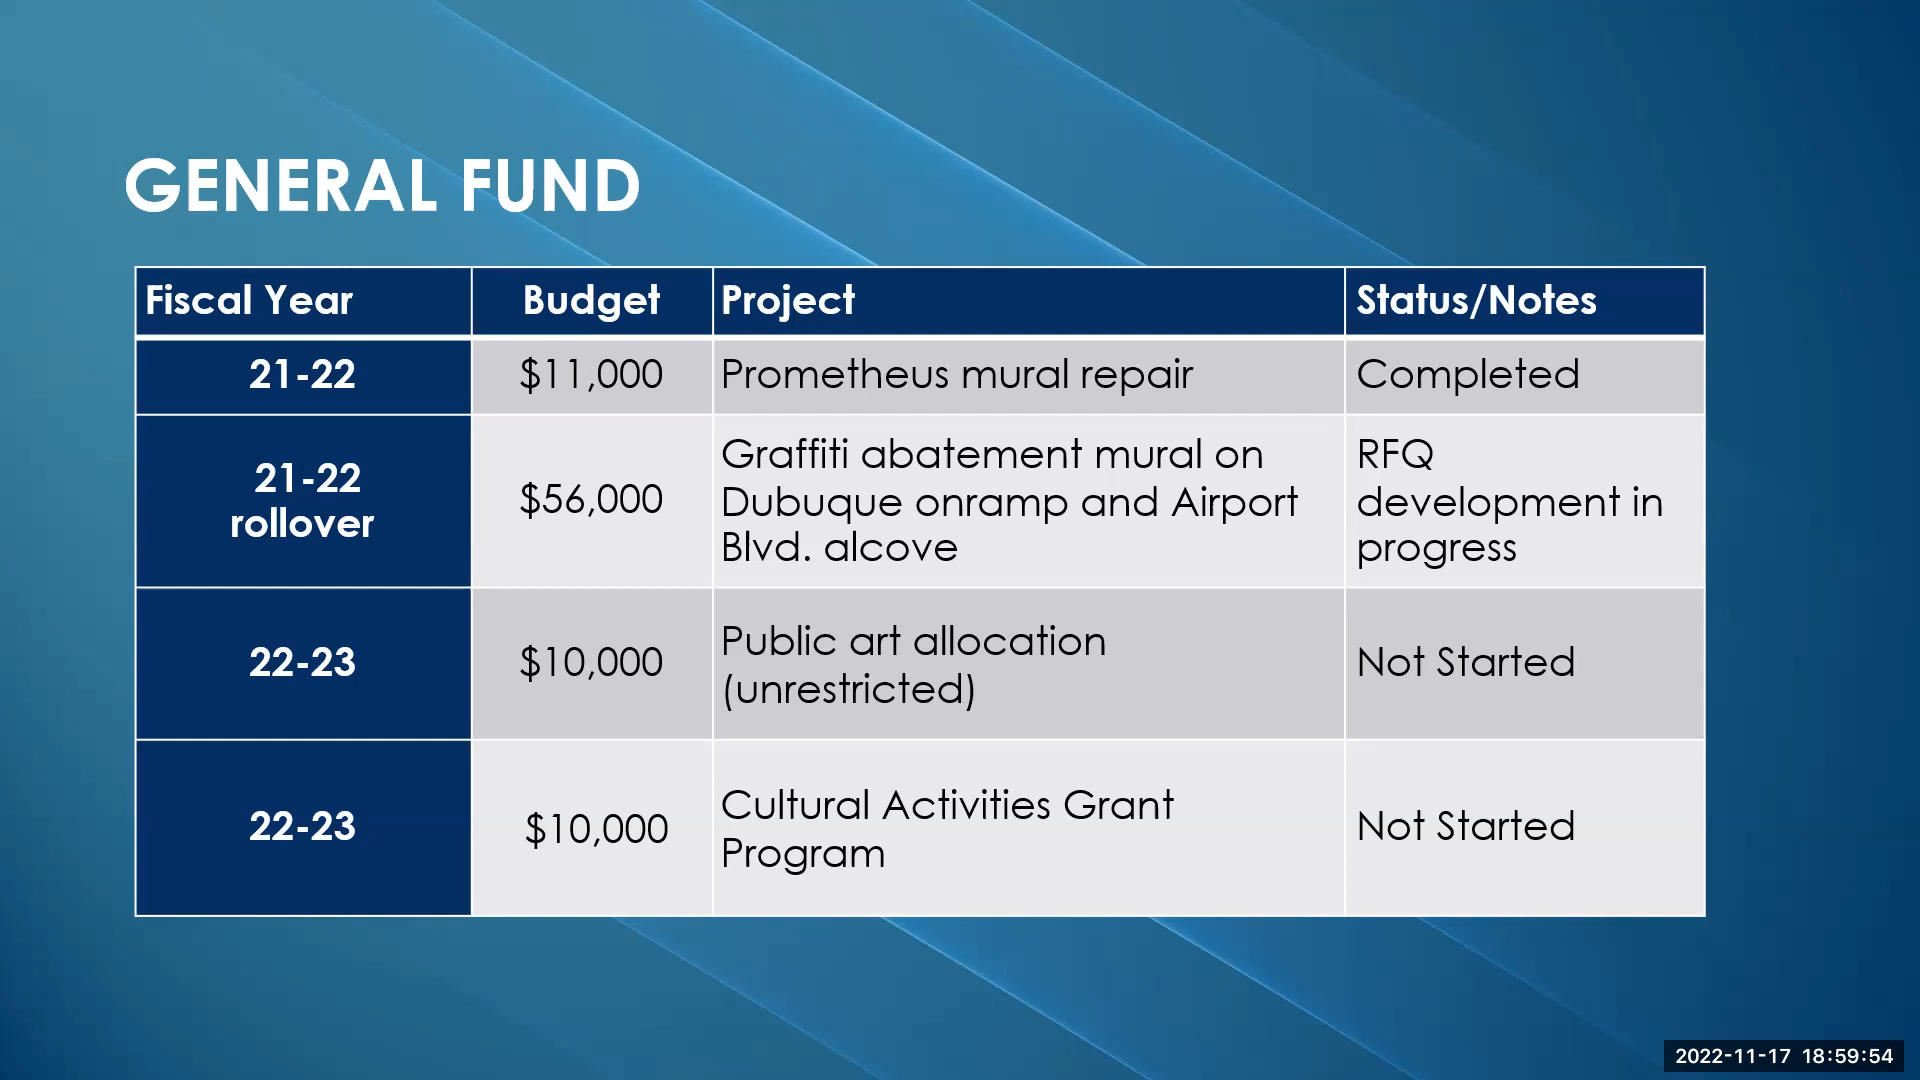 GENERAL FUND
Fiscal Year Budget Project Status/Notes
21-22 $11,000 Prometheus mural repair Completed
21-22
rollover
$56,000
Graffiti abatement mural on
Dubuque onramp and Airport
Blvd. alcove
RFQ
development in
progress
22-23
$10,000
Public art allocation
(unrestricted)
Not Started
22-23
$10,000
Cultural Activities Grant
Program
Not Started
2022-11-17 18:59:54